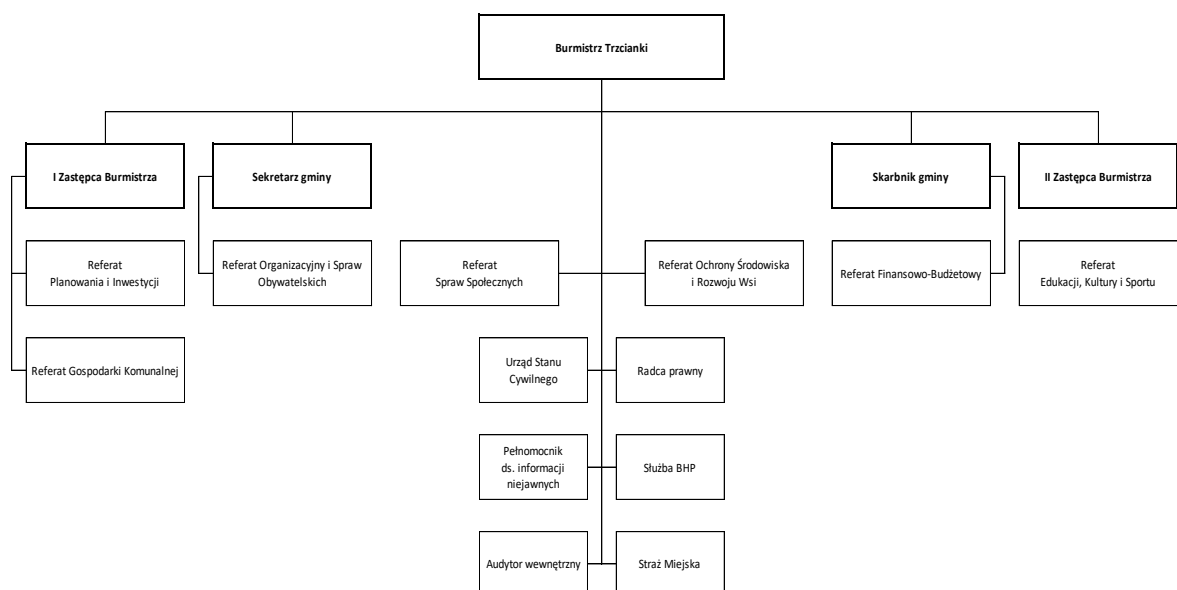 Burmistrz Trzcianki
I Zastępca Burmistrza
Sekretarz gminy
Skarbnik gminy
II Zastępca Burmistrza
Referat
Planowania i Inwestycji
Referat Organizacyjny i Spraw
Obywatelskich
Referat
Spraw Społecznych
Referat Ochrony Środowiska
i Rozwoju Wsi
Referat Finansowo-Budżetowy
Referat
Edukacji, Kultury i Sportu
Referat Gospodarki Komunalnej
Urząd Stanu
Cywilnego
Radca prawny
Pełnomocnik
ds. informacji
niejawnych
Służba BHP
Audytor wewnętrzny
Straż Miejska